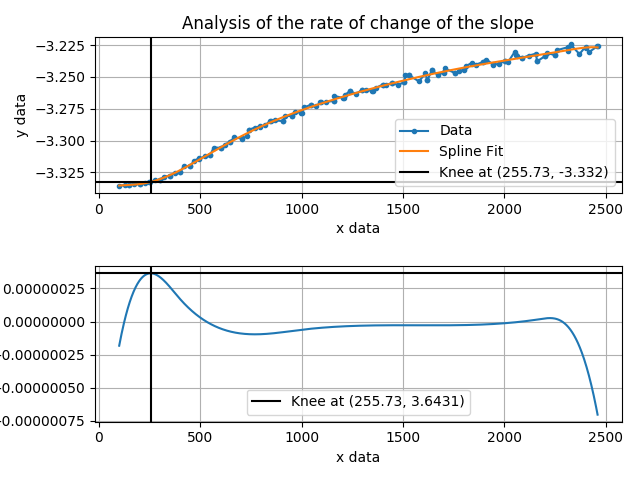 Analysis of the rate of change of the slope
−3.225
−3.250
−3.275
−3.300
−3.325
y data
Data
Spline Fit
Knee at (255.73, -3.332)
0 500 1000 1500 2000 2500
x data
0.00000025
0.00000000
0.00000025
0.00000050
0.00000075
Knee at (255.73, 3.6431)
0 500 1000 1500 2000 2500
x data